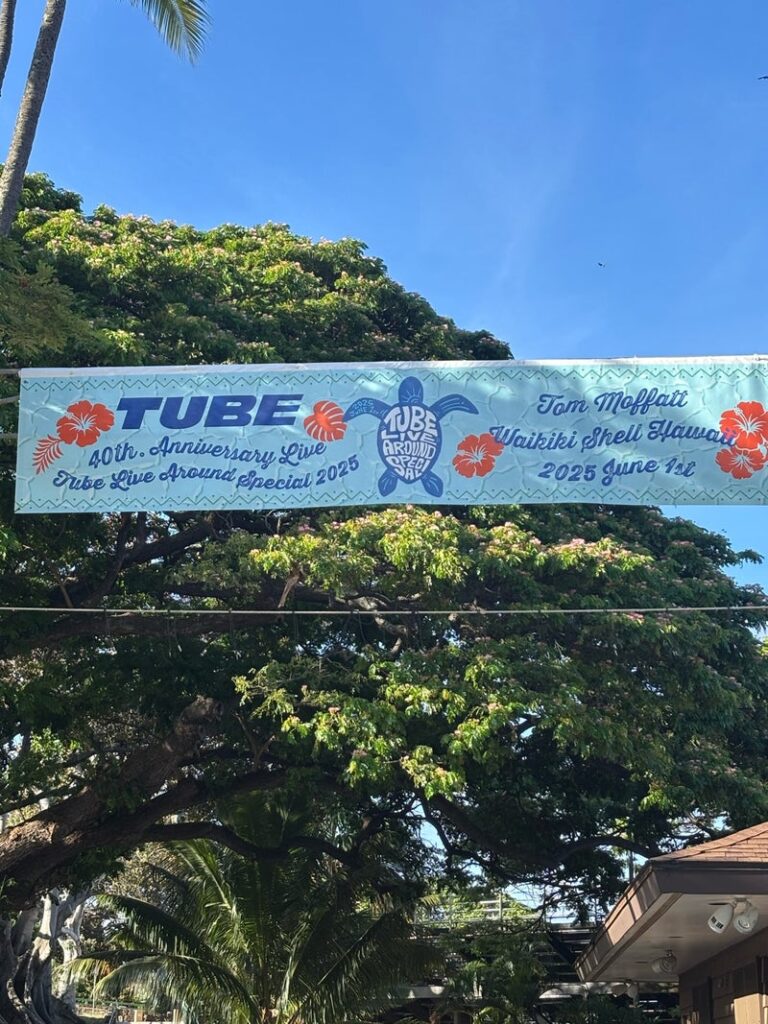 TUBE
40th. Anniversary Live
Tube Live Around Special 2025
2025
TUBE
LIVE
AROUND
SPECIAL
Tom Moffatt
Waikiki Shell Hawaii
2025 June 1st